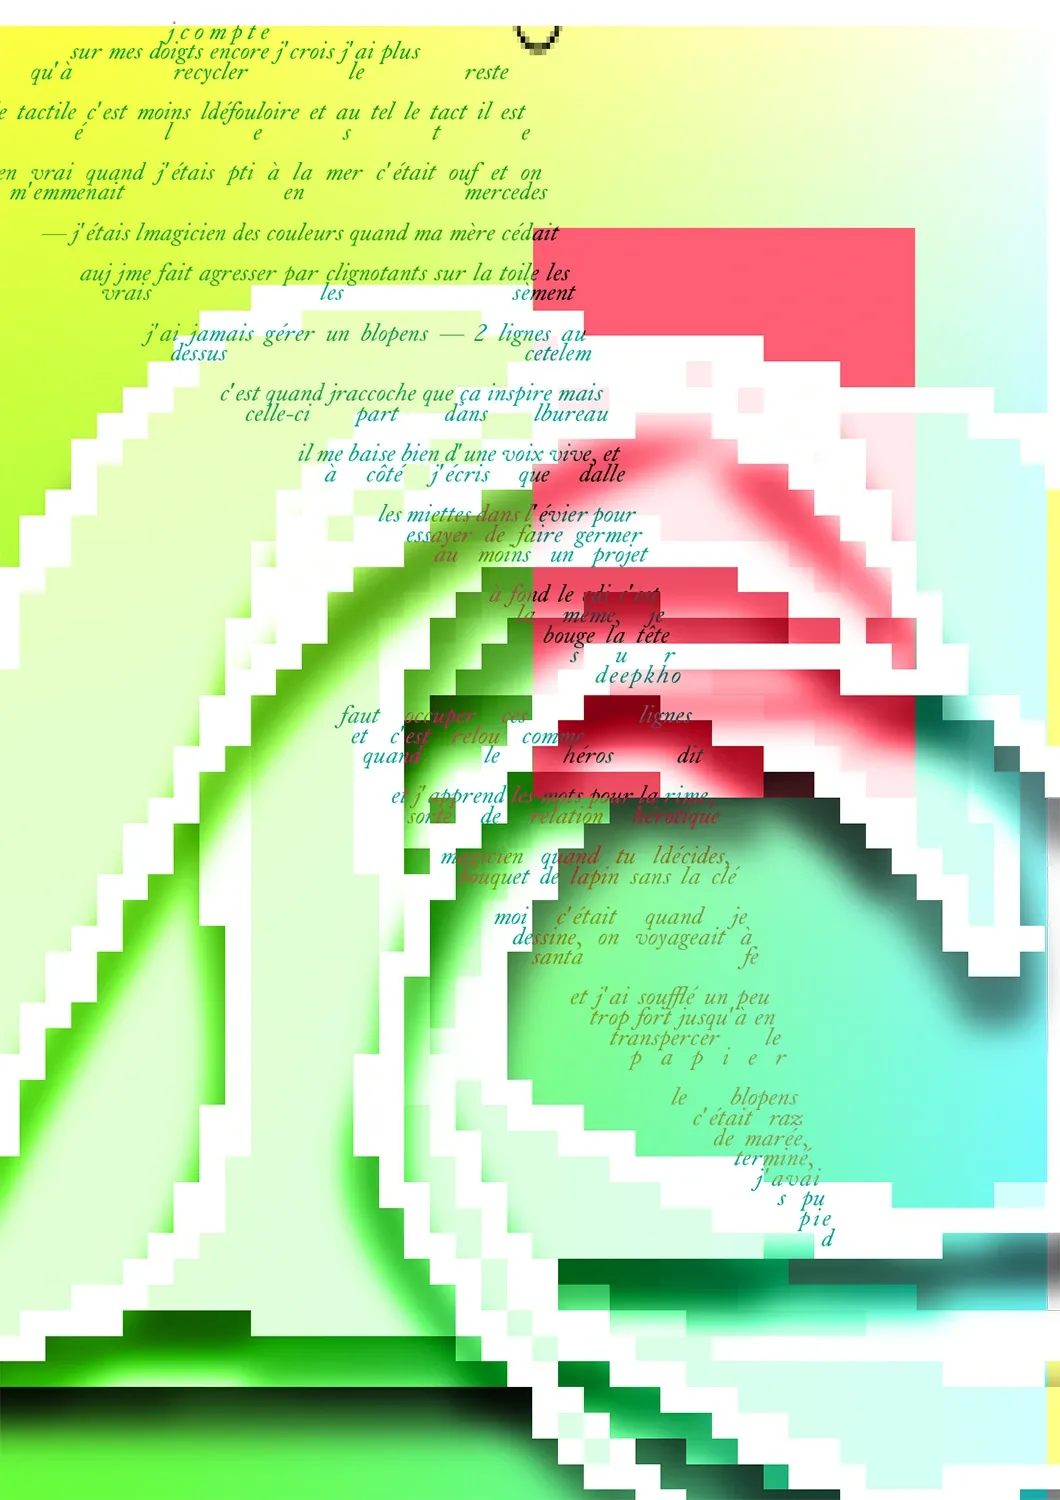 jcompte
sur mes doigts encore j'crois j'ai plus
qu'à recycler le reste
tactile c'est moins ldéfouloire et au tel le tact il est
é l e s t e
en vrai quand j'étais pti à la mer c'était ouf et on
m'emmenait en mercedes
— j'étais lmagicien des couleurs quand ma mère cédait
auj jme fait agresser par clignotants sur la toile les
vrais les sèment
j'ai jamais gérer un blopens — 2 lignes au
dessus cetelem
c'est quand jraccoche que ça inspire mais
celle-ci part dans lbureau
il me baise bien d'une voix vive, et
à côté j'écris que dalle
les miettes dans l'évier pour
essayer de faire germer
au moins un projet
à fond le rdi c'est
la même, je
bouge la tête
s u r
deepkho
faut occuper ces lignes
et c'est relou comme
quand le héros dit
et j'apprend les mots pour la rime,
sorte de relation hérotique
magicien quand tu ldécides,
bouquet de lapin sans la clé
moi c'était quand je
dessine, on voyageait à
santa fe
et j'ai soufflé un peu
trop fort jusqu'à en
transpercer le
p a p i e r
le blopens
c'était raz
de marée,
terminé,
j'avai
s pu
pie
d